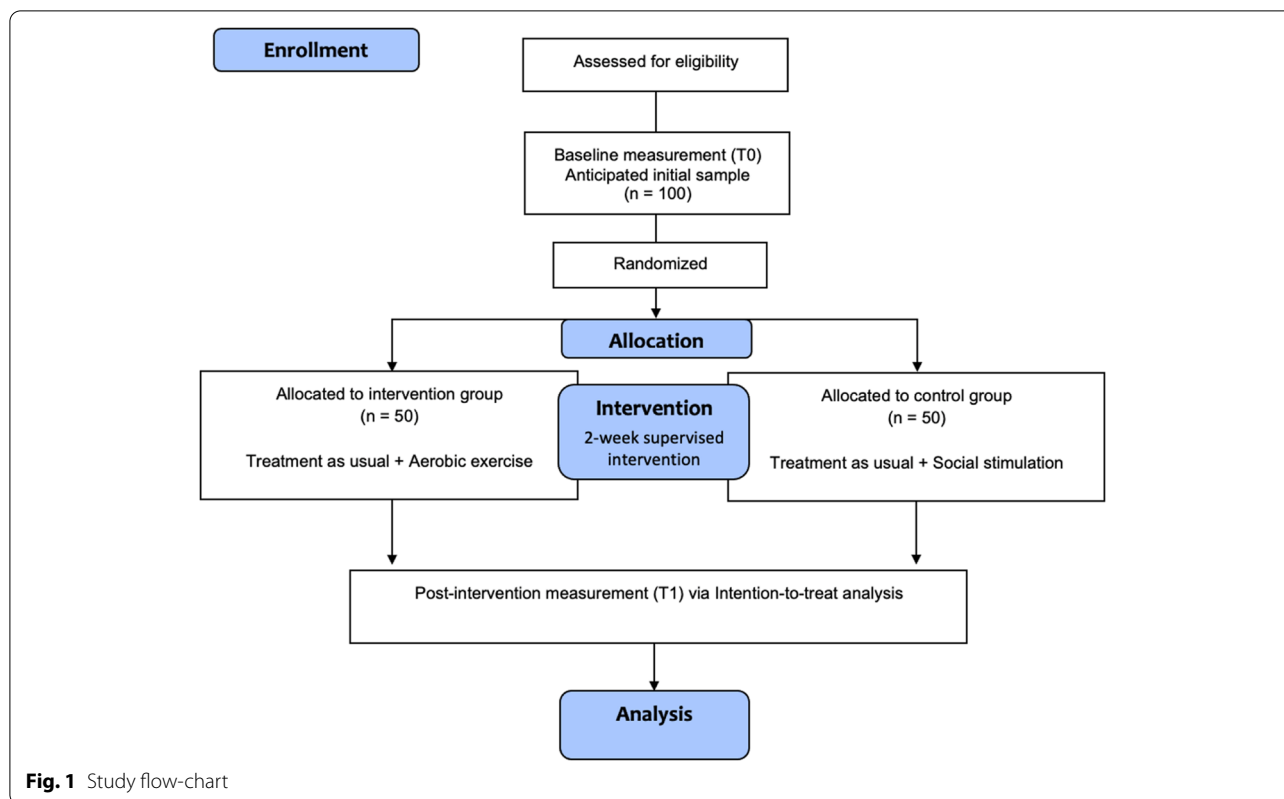 Enrollment
Assessed for eligibility
Baseline measurement (T0)
Anticipated initial sample
(n = 100)
Randomized
Allocation
Allocated to intervention group
(n = 50)
Treatment as usual + Aerobic exercise
Intervention
2-week supervised
intervention
Allocated to control group
(n = 50)
Treatment as usual + Social stimulation
Post-intervention measurement (T1) via Intention-to-treat analysis
Analysis
Fig. 1 Study flow-chart